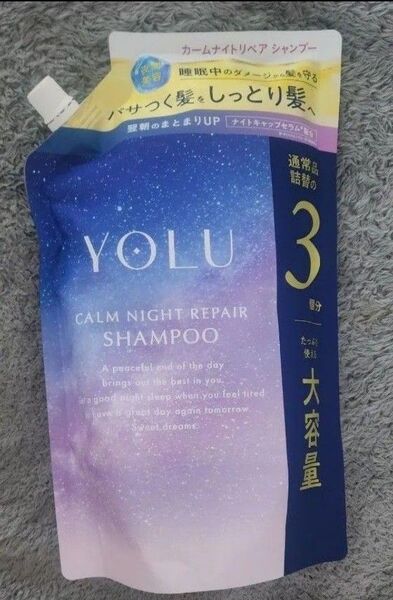 カームナイトリペア シャンプー
夜間
美容
睡眠中のダメージから髪を守る
パサつく髪をしっとり髪へ
翌朝のまとまりUP
ナイトキャップセラム
通常品
詰替の
3
個分
たっぷり
使える
大容量
YOLU
CALM NIGHT REPAIR
SHAMPOO
A peaceful end of the day
brings out the best in you.
a good night sleep when you feel tired
have a great day again tomorrow.
Sweet dreams.